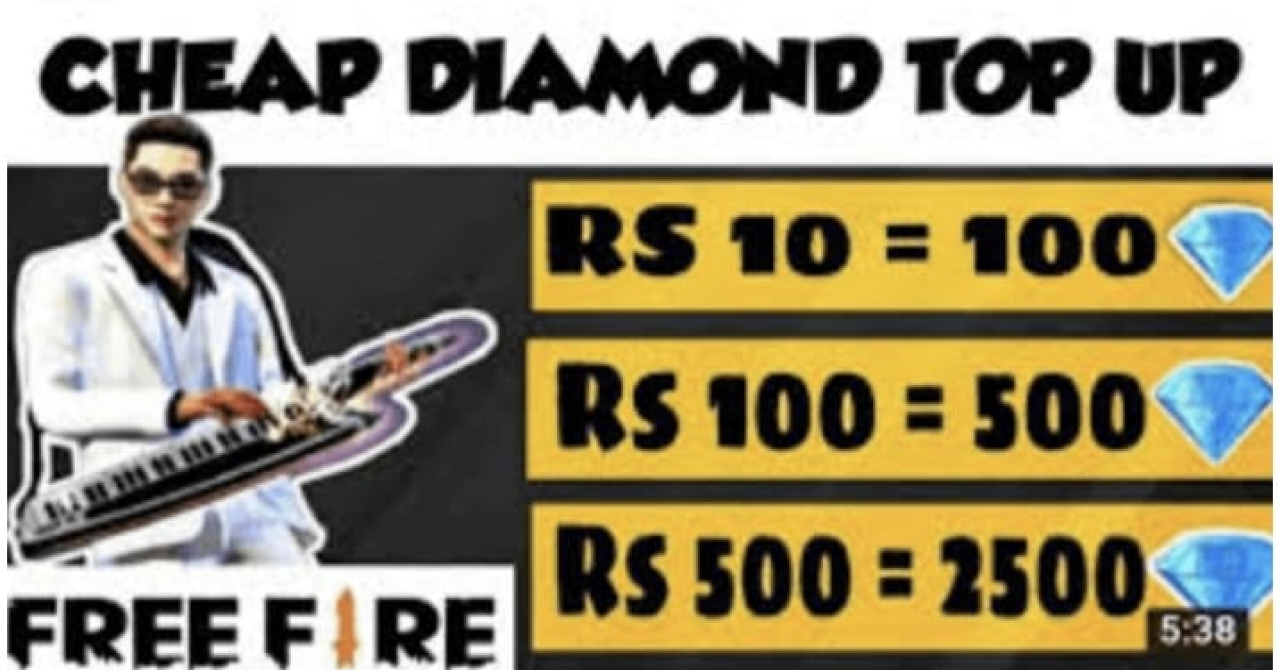 CHEAP DIAMOND TOP UP
RS 10 = 100
RS 100 = 500
RS 500 = 2500
5:38
FREE FIRE